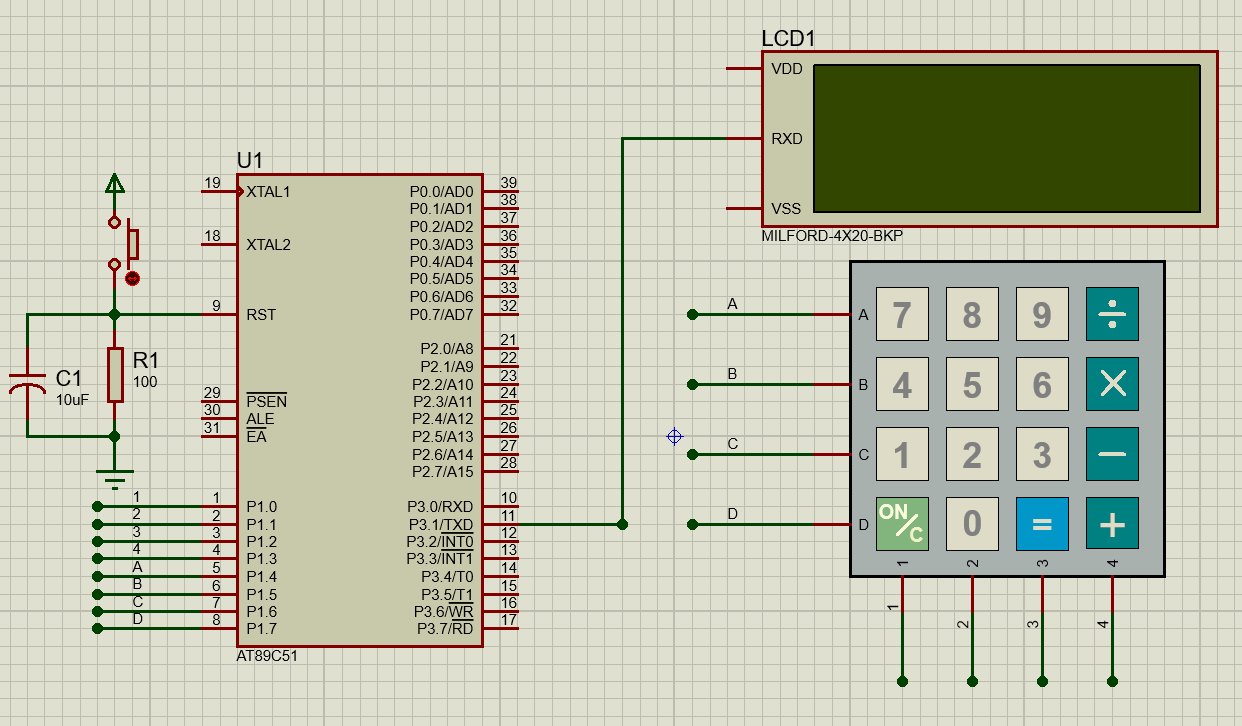 LCD1
VDD
RXD
VSS
MILFORD-4X20-BKP
U1
19 XTAL1
18 XTAL2
9 RST
29 PSEN
30 ALE
31 EA
1 1 P1.0
2 2 P1.1
3 3 P1.2
4 4 P1.3
A 5 P1.4
B 6 P1.5
C 7 P1.6
D 8 P1.7
P0.0/AD0 39
P0.1/AD1 38
P0.2/AD2 37
P0.3/AD3 36
P0.4/AD4 35
P0.5/AD5 34
P0.6/AD6 33
P0.7/AD7 32
P2.0/A8 21
P2.1/A9 22
P2.2/A10 23
P2.3/A11 24
P2.4/A12 25
P2.5/A13 26
P2.6/A14 27
P2.7/A15 28
P3.0/RXD 10
P3.1/TXD 11
P3.2/INT0 12
P3.3/INT1 13
P3.4/T0 14
P3.5/T1 15
P3.6/WR 16
P3.7/RD 17
AT89C51
C1
10uF
R1
100
A A 7 8 9 ÷
B B 4 5 6 ×
C C 1 2 3 −
D D ON/C 0 = +
1 2 3 4
1 2 3 4